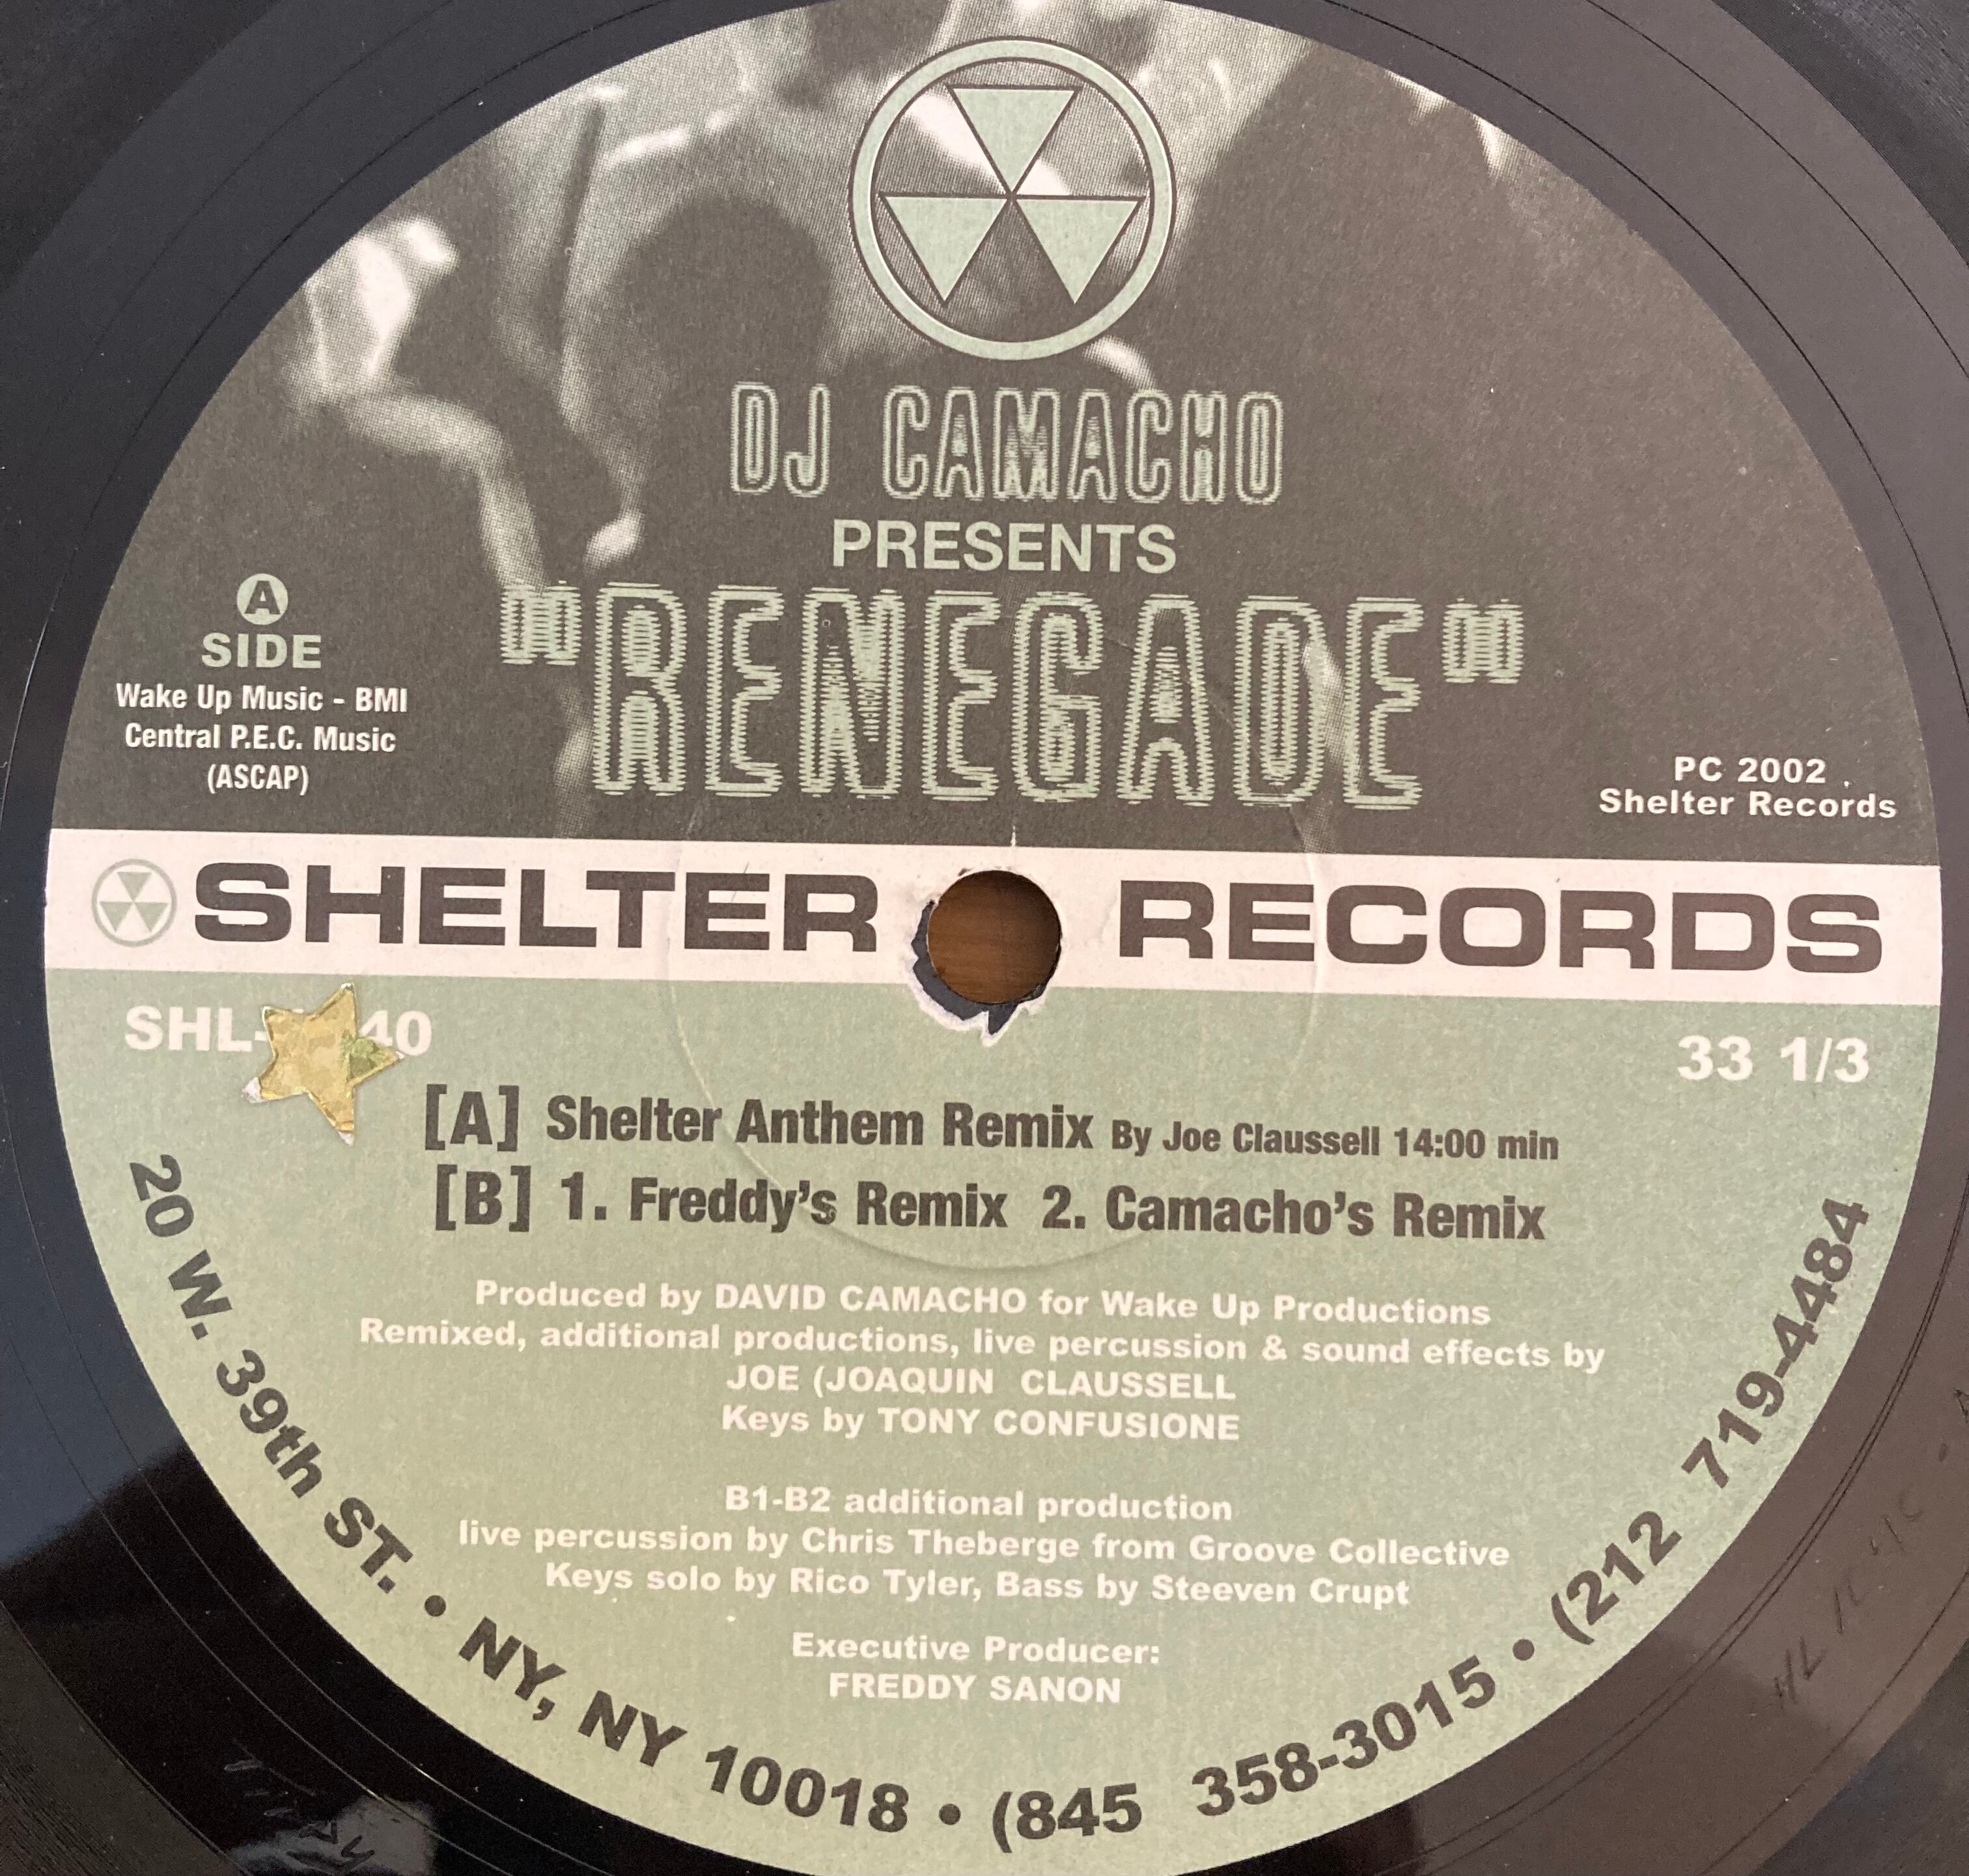 DJ CAMACHO
PRESENTS
"RENEGADE"
A
SIDE
Wake Up Music - BMI
Central P.E.C. Music
(ASCAP)
PC 2002
Shelter Records
SHELTER RECORDS
SHL- 40
33 1/3
[A] Shelter Anthem Remix By Joe Claussell 14:00 min
[B] 1. Freddy's Remix 2. Camacho's Remix
Produced by DAVID CAMACHO for Wake Up Productions
Remixed, additional productions, live percussion & sound effects by
JOE (JOAQUIN CLAUSSELL
Keys by TONY CONFUSIONE
B1-B2 additional production
live percussion by Chris Theberge from Groove Collective
Keys solo by Rico Tyler, Bass by Steeven Crupt
Executive Producer:
FREDDY SANON
20 W. 39th ST. • NY, NY 10018 • (845 358-3015 • (212 719-4484